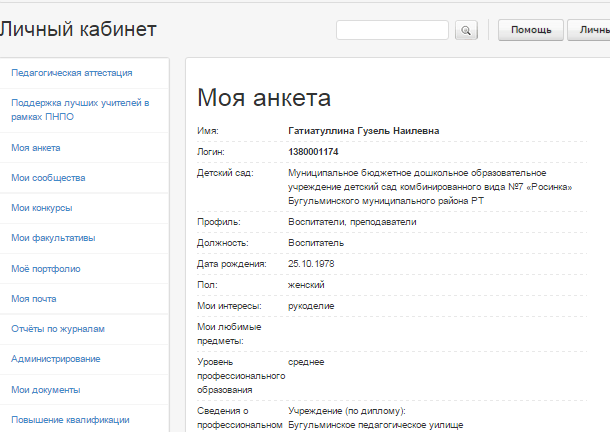 Личный кабинет
Помощь
Личны
Педагогическая аттестация
Поддержка лучших учителей в
рамках ПНПО
Моя анкета
Мои сообщества
Мои конкурсы
Мои факультативы
Моё портфолио
Моя почта
Отчёты по журналам
Администрирование
Мои документы
Повышение квалификации
Моя анкета
Имя: Гатиатуллина Гузель Наилевна
Логин: 1380001174
Детский сад: Муниципальное бюджетное дошкольное образовательное
учреждение детский сад комбинированного вида №7 «Росинка»
Бугульминского муниципального района РТ
Профиль: Воспитатели, преподаватели
Должность: Воспитатель
Дата рождения: 25.10.1978
Пол: женский
Мои интересы: рукоделие
Мои любимые
предметы:
Уровень среднее
профессионального
образования
Сведения о Учреждение (по диплому):
профессиональном Бугульминское педагогическое уилище